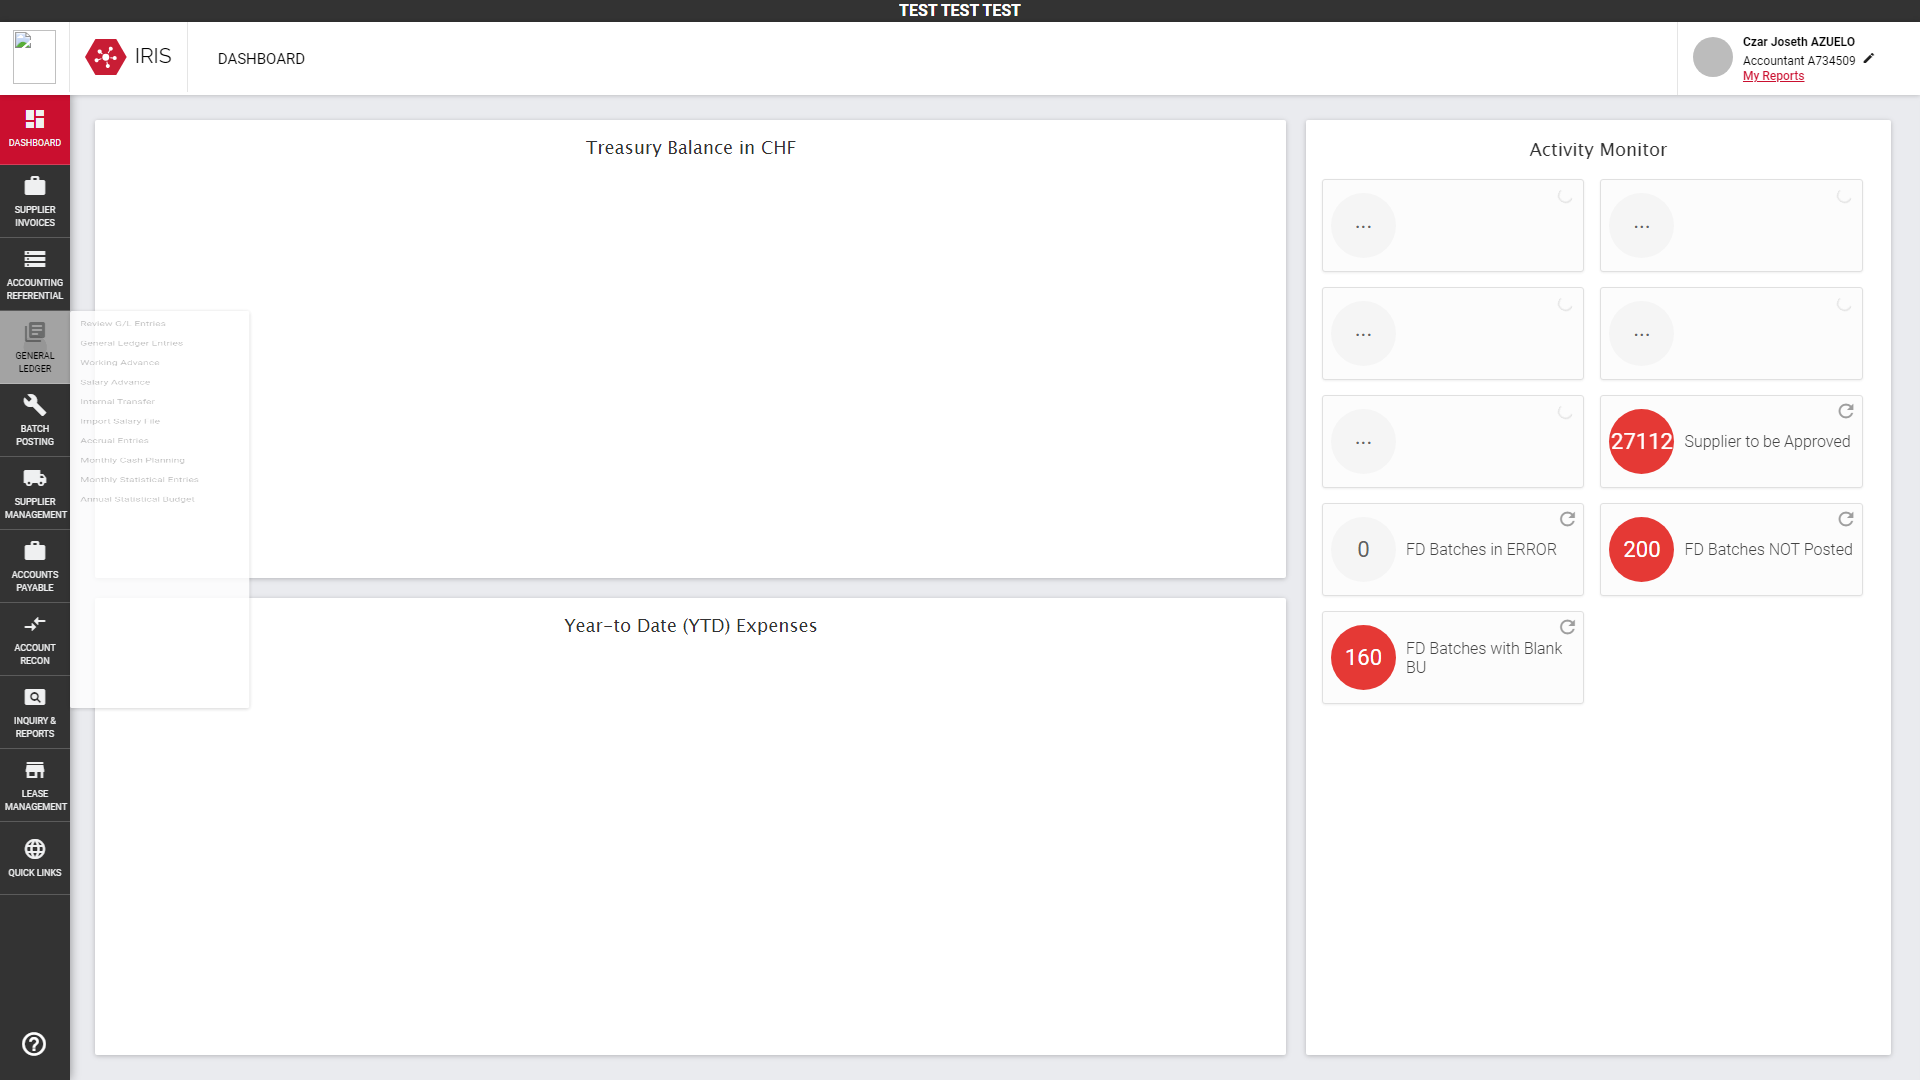 TEST TEST TEST
IRIS
DASHBOARD
Czar Joseth AZUELO
Accountant A734509
My Reports
DASHBOARD
SUPPLIER
INVOICES
ACCOUNTING
REFERENTIAL
GENERAL
LEDGER
BATCH
POSTING
SUPPLIER
MANAGEMENT
ACCOUNTS
PAYABLE
ACCOUNT
RECON
INQUIRY &
REPORTS
LEASE
MANAGEMENT
QUICK LINKS
Review G/L Entries
General Ledger Entries
Working Advance
Salary Advance
Internal Transfer
Import Salary File
Accrual Entries
Monthly Cash Planning
Monthly Statistical Entries
Annual Statistical Budget
Treasury Balance in CHF
Year-to Date (YTD) Expenses
Activity Monitor
...
...
...
...
...
27112 Supplier to be Approved
0 FD Batches in ERROR
200 FD Batches NOT Posted
160 FD Batches with Blank
BU